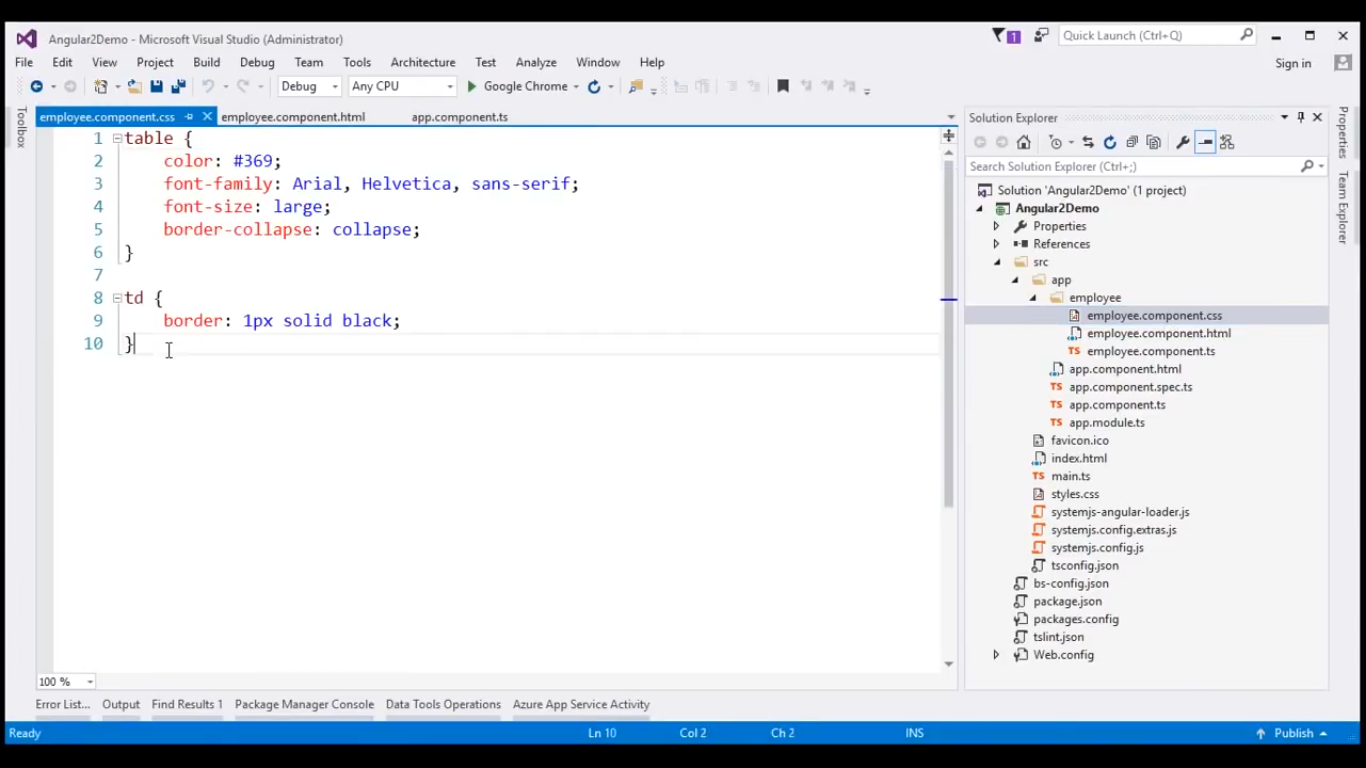 Angular2Demo - Microsoft Visual Studio (Administrator)
1
Quick Launch (Ctrl+Q)
File Edit View Project Build Debug Team Tools Architecture Test Analyze Window Help
Sign in
Debug Any CPU Google Chrome
Toolbox
employee.component.css employee.component.html app.component.ts
1 table {
2 color: #369;
3 font-family: Arial, Helvetica, sans-serif;
4 font-size: large;
5 border-collapse: collapse;
6 }
7
8 td {
9 border: 1px solid black;
10 }
100 %
Solution Explorer
Search Solution Explorer (Ctrl+;)
Solution 'Angular2Demo' (1 project)
Angular2Demo
Properties
References
src
app
employee
employee.component.css
employee.component.html
TS employee.component.ts
app.component.html
TS app.component.spec.ts
TS app.component.ts
TS app.module.ts
favicon.ico
index.html
TS main.ts
styles.css
systemjs-angular-loader.js
systemjs.config.extras.js
systemjs.config.js
tsconfig.json
bs-config.json
package.json
packages.config
tslint.json
Web.config
Properties
Team Explorer
Error List... Output Find Results 1 Package Manager Console Data Tools Operations Azure App Service Activity
Ready Ln 10 Col 2 Ch 2 INS Publish